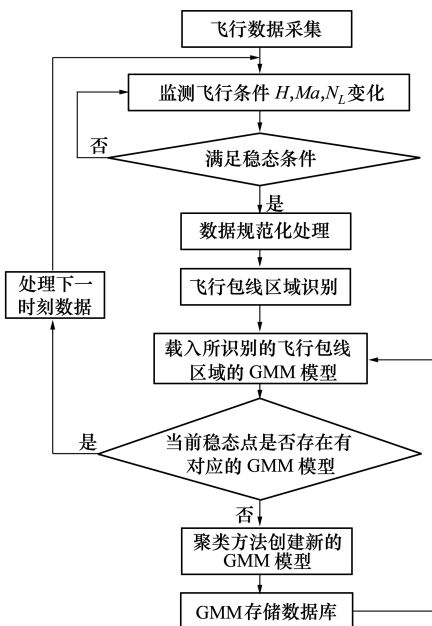 飞行数据采集
监测飞行条件 H,Ma,N_L 变化
否
满足稳态条件
是
数据规范化处理
飞行包线区域识别
处理下一
时刻数据
载入所识别的飞行包线
区域的 GMM 模型
是
当前稳态点是否存在有
对应的 GMM 模型
否
聚类方法创建新的
GMM 模型
GMM 存储数据库